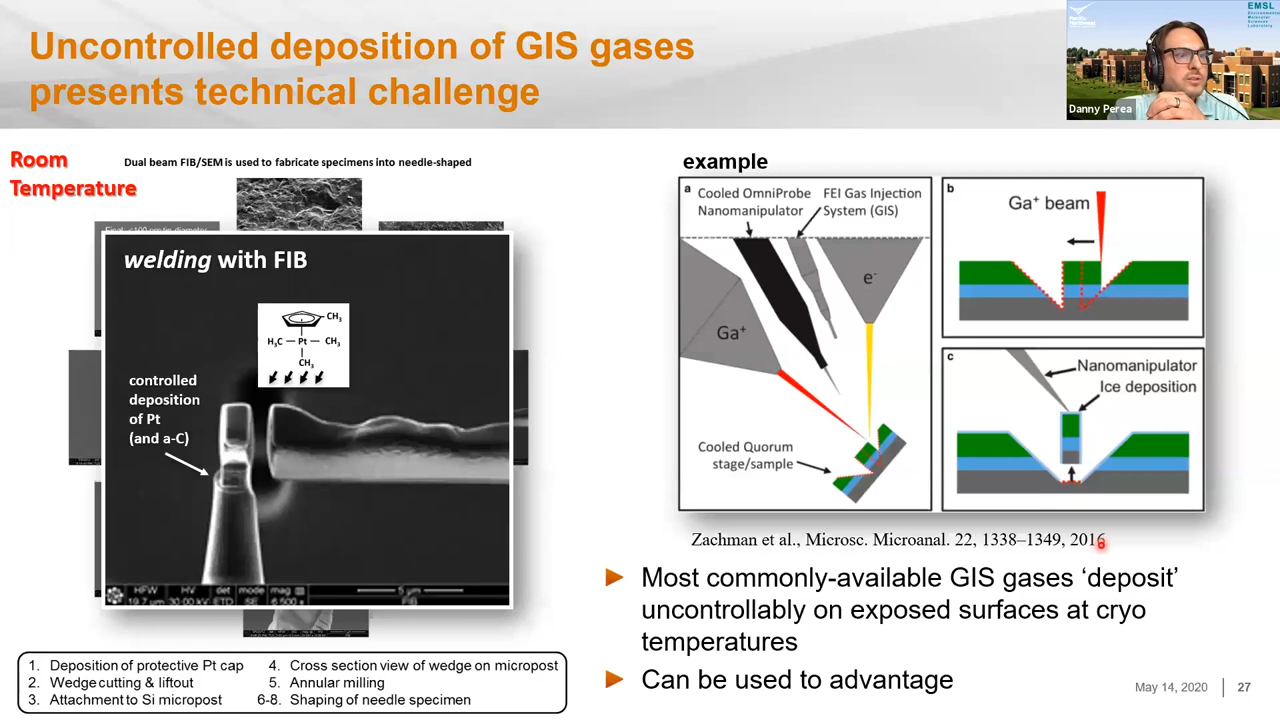 Uncontrolled deposition of GIS gases
presents technical challenge
Pacific
Northwest
EMSL
Environmental
Molecular
Sciences
Laboratory
Danny Perea
Room
Temperature
Dual beam FIB/SEM is used to fabricate specimens into needle-shaped
welding with FIB
CH₃
H₃C — Pt — CH₃
CH₃
controlled
deposition
of Pt
(and a-C)
HFW HV det mode mag
19.7 µm 30.00 kV ETD SE 6 500 x
5 µm
FIB
1. Deposition of protective Pt cap
2. Wedge cutting & liftout
3. Attachment to Si micropost
4. Cross section view of wedge on micropost
5. Annular milling
6-8. Shaping of needle specimen
example
a
Cooled OmniProbe
Nanomanipulator
FEI Gas Injection
System (GIS)
Ga⁺
e⁻
Cooled Quorum
stage/sample
b
Ga⁺ beam
c
Nanomanipulator
Ice deposition
Zachman et al., Microsc. Microanal. 22, 1338–1349, 2016
Most commonly-available GIS gases ‘deposit’
uncontrollably on exposed surfaces at cryo
temperatures
Can be used to advantage
May 14, 2020 | 27